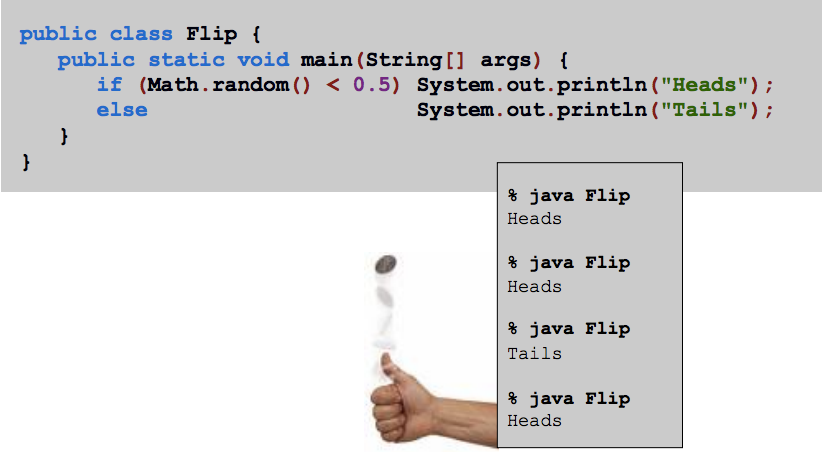 public class Flip {
   public static void main(String[] args) {
      if (Math.random() < 0.5) System.out.println("Heads");
      else                     System.out.println("Tails");
   }
}
% java Flip
Heads
% java Flip
Heads
% java Flip
Tails
% java Flip
Heads